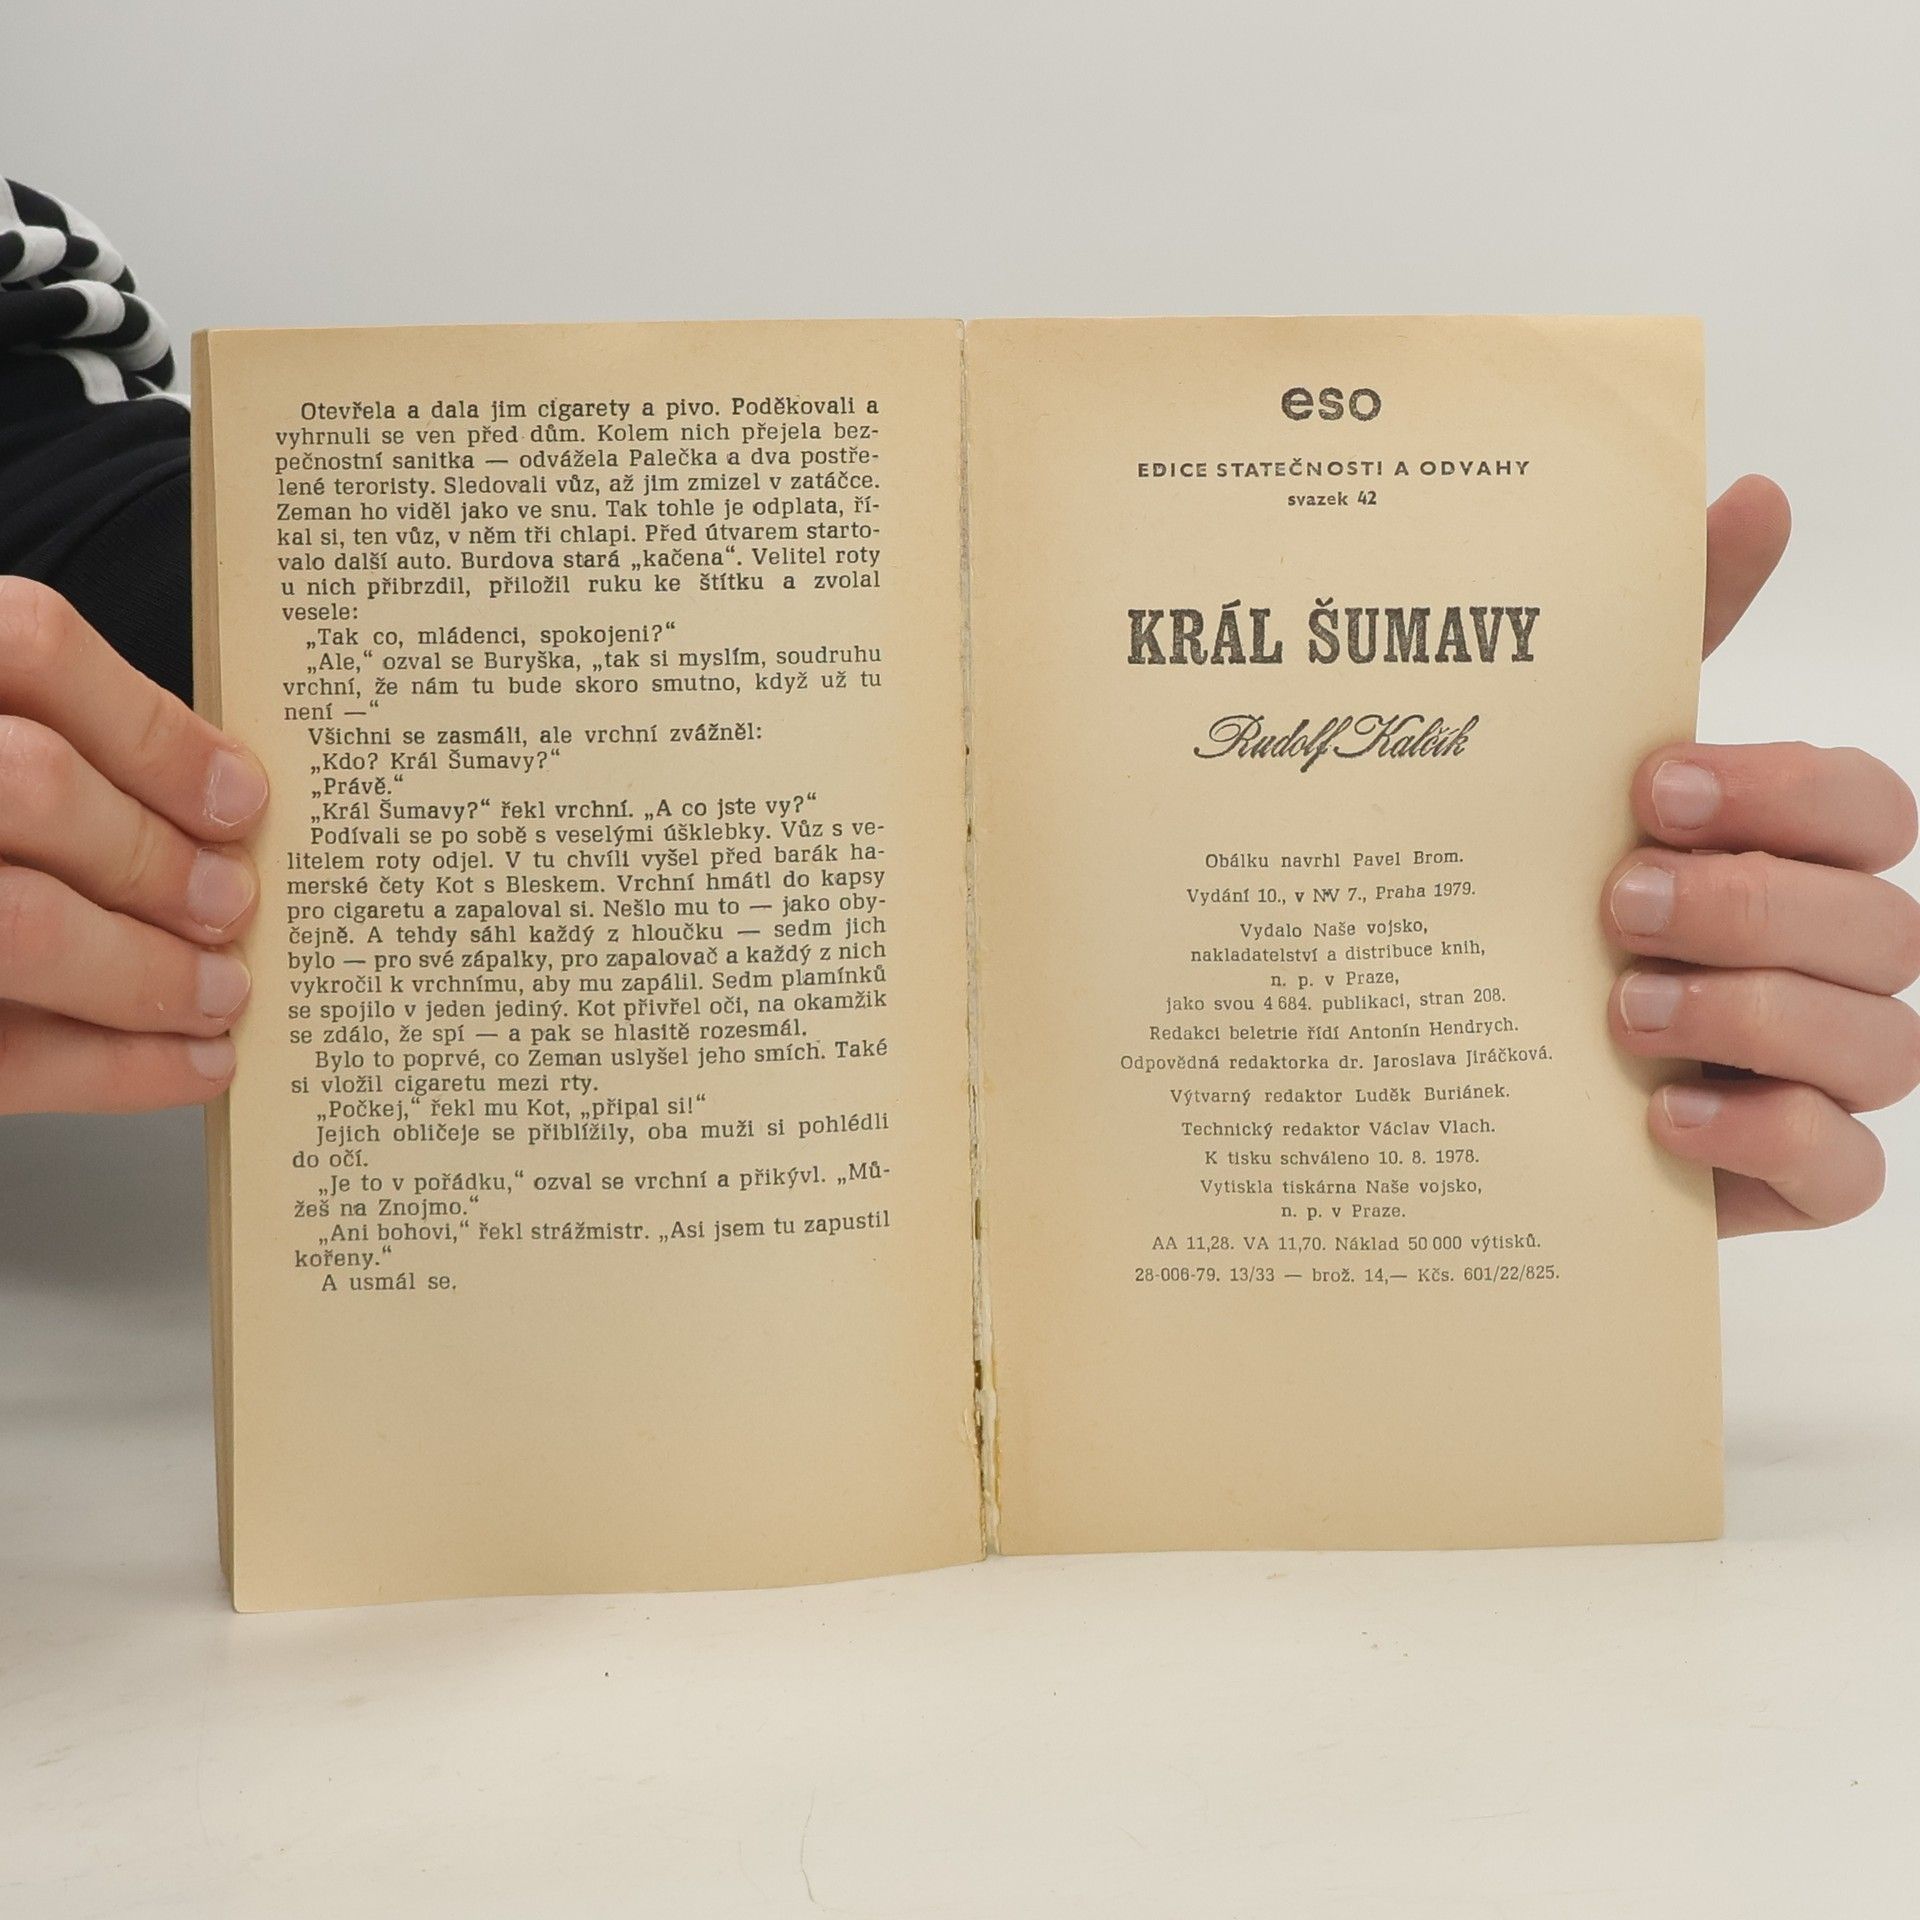 Otevřela a dala jim cigarety a pivo. Poděkovali a
vyhrnuli se ven před dům. Kolem nich přejela bez-
pečnostní sanitka — odvážela Palečka a dva postře-
lené teroristy. Sledovali vůz, až jim zmizel v zatáčce.
Zeman ho viděl jako ve snu. Tak tohle je odplata, ří-
kal si, ten vůz, v něm tři chlapi. Před útvarem starto-
valo další auto. Burdova stará „kačena“. Velitel roty
u nich přibrzdil, přiložil ruku ke štítku a zvolal
vesele:
„Tak co, mládenci, spokojeni?“
„Ale,“ ozval se Buryška, „tak si myslím, soudruhu
vrchní, že nám tu bude skoro smutno, když už tu
není —“
Všichni se zasmáli, ale vrchní zvážněl:
„Kdo? Král Šumavy?“
„Právě.“
„Král Šumavy?“ řekl vrchní. „A co jste vy?“
Podívali se po sobě s veselými úšklebky. Vůz s ve-
litelem roty odjel. V tu chvíli vyšel před barák ha-
merské čety Kot s Bleskem. Vrchní hmátl do kapsy
pro cigaretu a zapaloval si. Nešlo mu to — jako oby-
čejně. A tehdy sáhl každý z hloučku — sedm jich
bylo — pro své zápalky, pro zapalovač a každý z nich
vykročil k vrchnímu, aby mu zapálil. Sedm plamínků
se spojilo v jeden jediný. Kot přivřel oči, na okamžik
se zdálo, že spí — a pak se hlasitě rozesmál.
Bylo to poprvé, co Zeman uslyšel jeho smích. Také
si vložil cigaretu mezi rty.
„Počkej,“ řekl mu Kot, „připal si!“
Jejich obličeje se přiblížily, oba muži si pohlédli
do očí.
„Je to v pořádku,“ ozval se vrchní a přikývl. „Mů-
žeš na Znojmo.“
„Ani bohovi,“ řekl strážmistr. „Asi jsem tu zapustil
kořeny.“
A usmál se.
eso
EDICE STATEČNOSTI A ODVAHY
svazek 42
KRÁL ŠUMAVY
Rudolf Kalčík
Obálku navrhl Pavel Brom.
Vydání 10., v NV 7., Praha 1979.
Vydalo Naše vojsko,
nakladatelství a distribuce knih,
n. p. v Praze,
jako svou 4 684. publikaci, stran 208.
Redakci beletrie řídí Antonín Hendrych.
Odpovědná redaktorka dr. Jaroslava Jiráčková.
Výtvarný redaktor Luděk Buriánek.
Technický redaktor Václav Vlach.
K tisku schváleno 10. 8. 1978.
Vytiskla tiskárna Naše vojsko,
n. p. v Praze.
AA 11,28. VA 11,70. Náklad 50 000 výtisků.
28-006-79. 13/33 — brož. 14,— Kčs. 601/22/825.